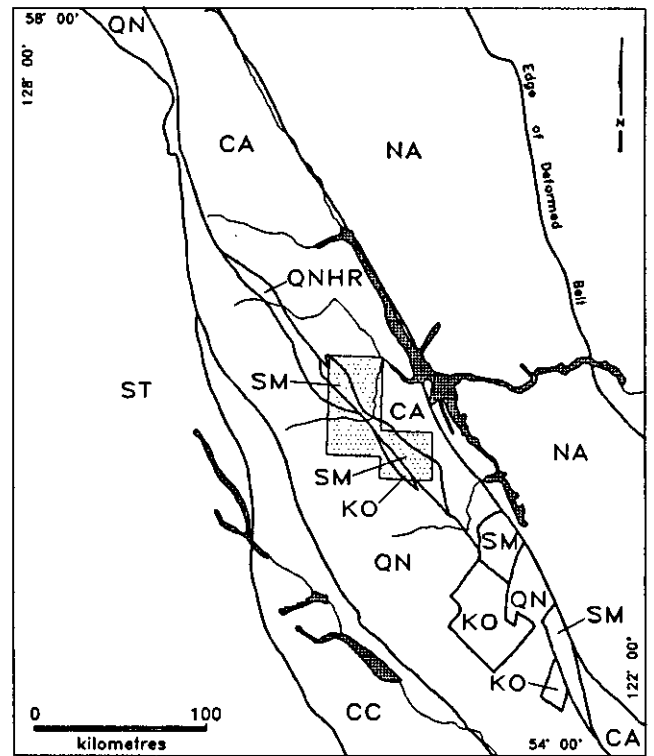 58° 00'
QN
128° 00'
CA
NA
Edge of Deformed Belt
N
QNHR
ST
SM
CA
NA
SM
KO
QN
SM
QN
KO
SM
KO
122° 00'
CC
CA
0 100
kilometres
54° 00'